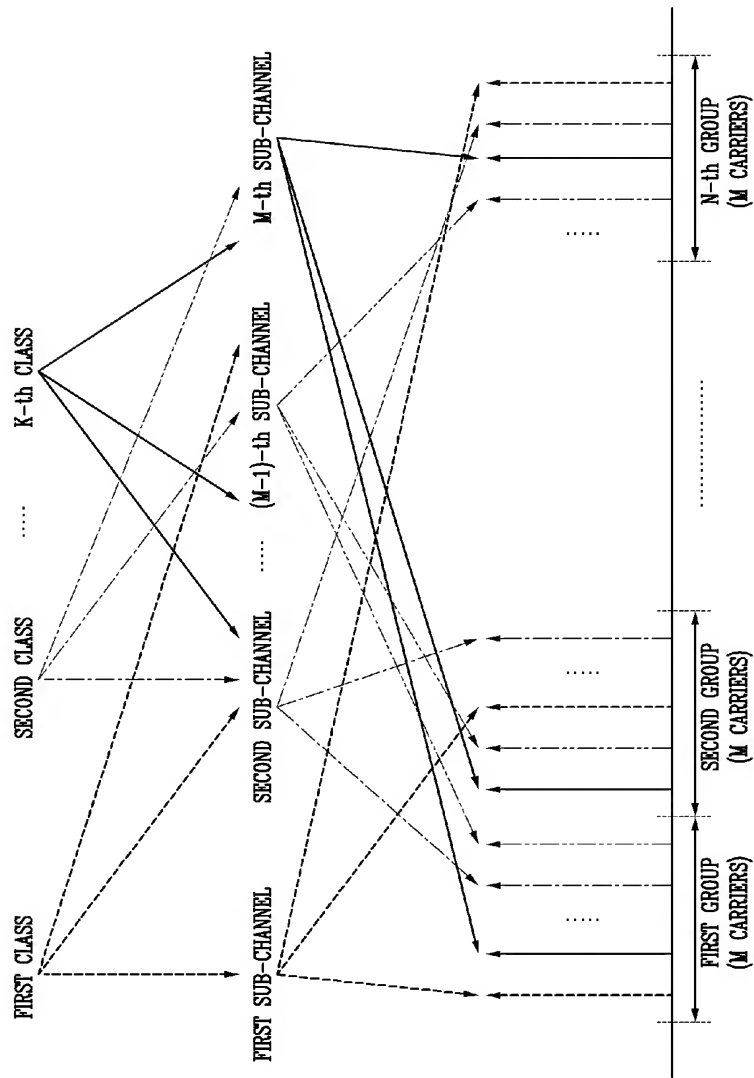 FIRST CLASS
SECOND CLASS
.....
K-th CLASS
FIRST SUB-CHANNEL
SECOND SUB-CHANNEL
.....
(M-1)-th SUB-CHANNEL
M-th SUB-CHANNEL
.....
.....
.....
FIRST GROUP
(M CARRIERS)
SECOND GROUP
(M CARRIERS)
.............
N-th GROUP
(M CARRIERS)